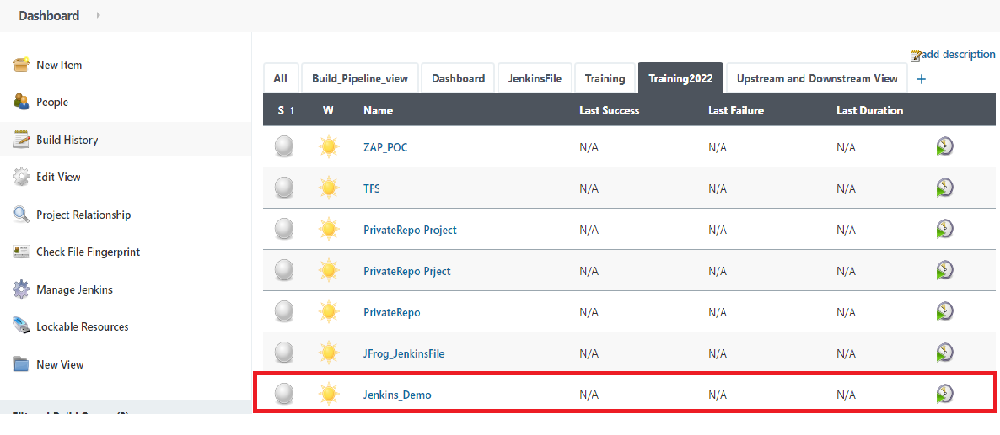 Dashboard
New Item
People
Build History
Edit View
Project Relationship
Check File Fingerprint
Manage Jenkins
Lockable Resources
New View
add description
All Build_Pipeline_view Dashboard JenkinsFile Training Training2022 Upstream and Downstream View +
S ↑ W Name Last Success Last Failure Last Duration
ZAP_POC N/A N/A N/A
TFS N/A N/A N/A
PrivateRepo Project N/A N/A N/A
PrivateRepo Prject N/A N/A N/A
PrivateRepo N/A N/A N/A
JFrog_JenkinsFile N/A N/A N/A
Jenkins_Demo N/A N/A N/A